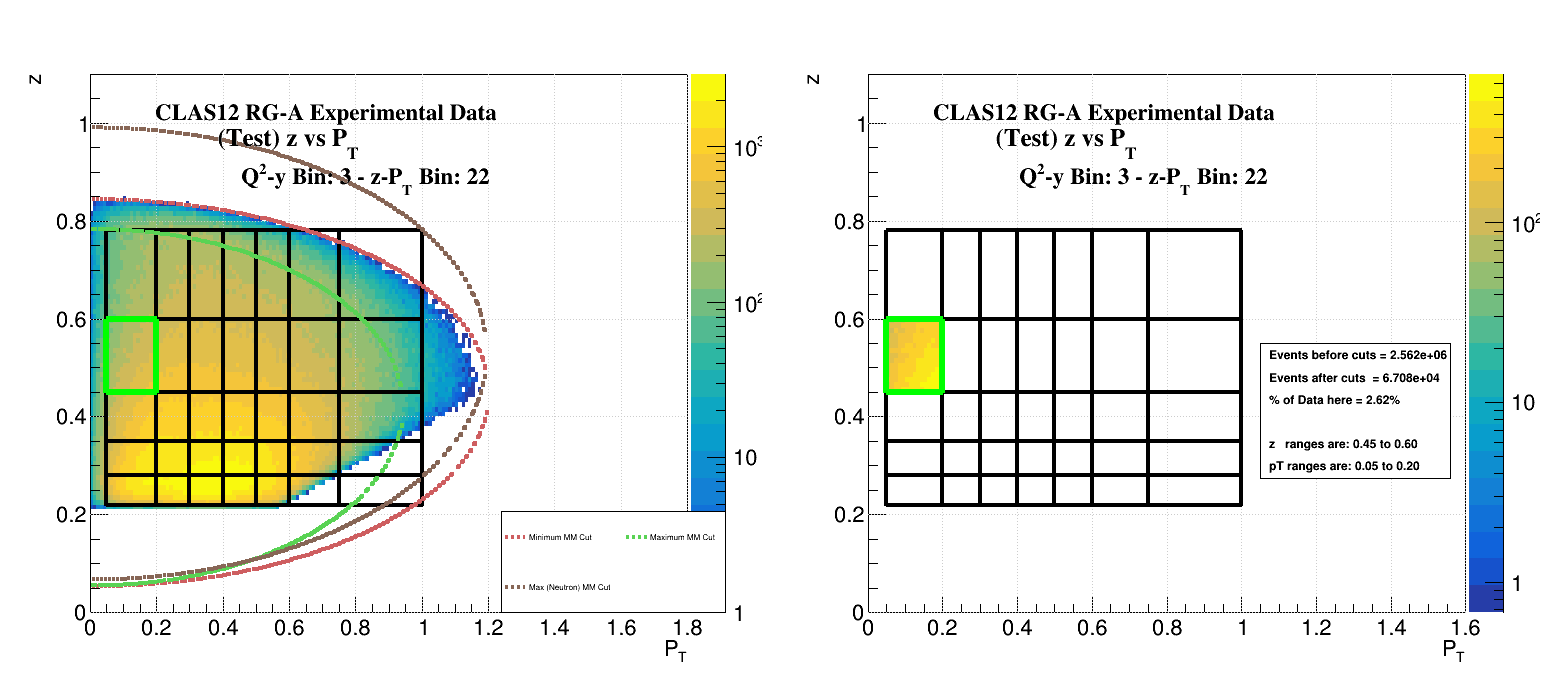 CLAS12 RG-A Experimental Data
(Test) z vs P_T
Q²-y Bin: 3 - z-P_T Bin: 22
z
1
0.8
0.6
0.4
0.2
0
0 0.2 0.4 0.6 0.8 1 1.2 1.4 1.6 1.8
P_T
10³
10²
10
1
Minimum MM Cut
Maximum MM Cut
Max (Neutron) MM Cut
CLAS12 RG-A Experimental Data
(Test) z vs P_T
Q²-y Bin: 3 - z-P_T Bin: 22
z
1
0.8
0.6
0.4
0.2
0
0 0.2 0.4 0.6 0.8 1 1.2 1.4 1.6
P_T
10²
10
1
Events before cuts = 2.562e+06
Events after cuts = 6.708e+04
% of Data here = 2.62%
z ranges are: 0.45 to 0.60
pT ranges are: 0.05 to 0.20